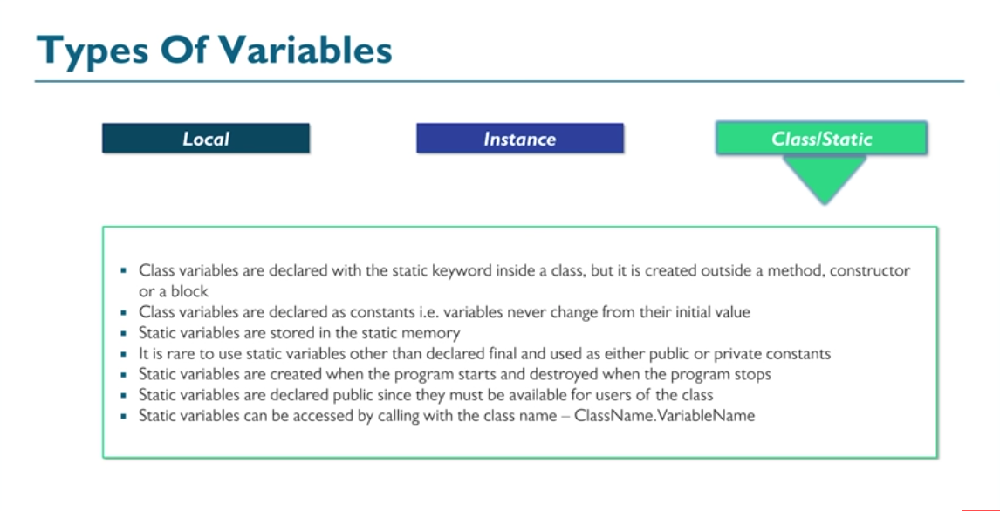 Types Of Variables
Local
Instance
Class/Static
▪ Class variables are declared with the static keyword inside a class, but it is created outside a method, constructor
or a block
▪ Class variables are declared as constants i.e. variables never change from their initial value
▪ Static variables are stored in the static memory
▪ It is rare to use static variables other than declared final and used as either public or private constants
▪ Static variables are created when the program starts and destroyed when the program stops
▪ Static variables are declared public since they must be available for users of the class
▪ Static variables can be accessed by calling with the class name – ClassName.VariableName